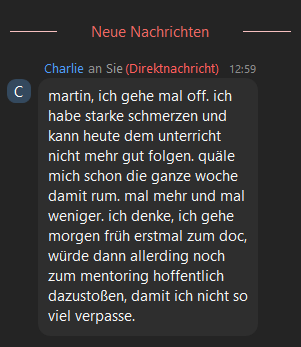 Neue Nachrichten
Charlie an Sie (Direktnachricht) 12:59
C
martin, ich gehe mal off. ich
habe starke schmerzen und
kann heute dem unterricht
nicht mehr gut folgen. quäle
mich schon die ganze woche
damit rum. mal mehr und mal
weniger. ich denke, ich gehe
morgen früh erstmal zum doc,
würde dann allerding noch
zum mentoring hoffentlich
dazustoßen, damit ich nicht so
viel verpasse.